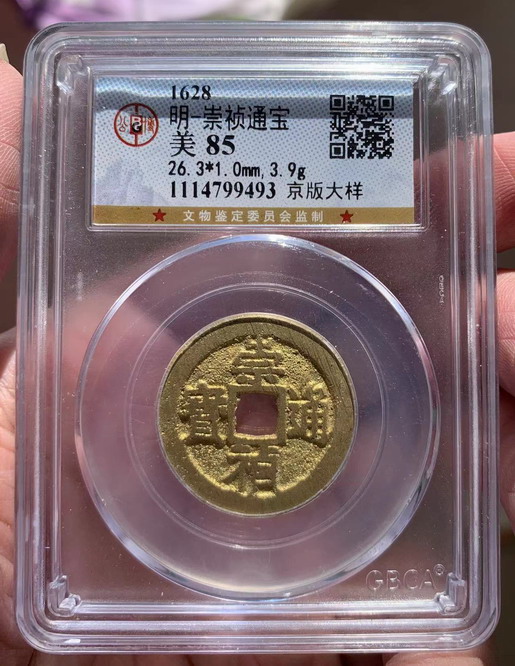 1628
明-崇祯通宝
美 85
26.3*1.0mm,3.9g
1114799493 京版大样
★ 文物鉴定委员会监制 ★
崇
寳 通
禎
GBCA®